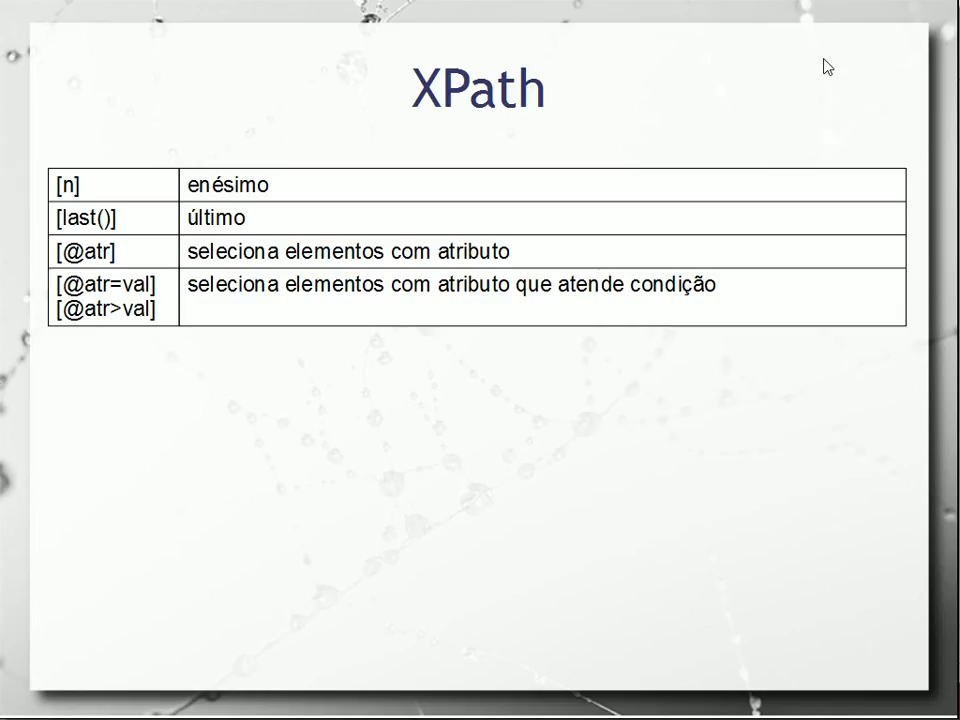 XPath
[n] enésimo
[last()] último
[@atr] seleciona elementos com atributo
[@atr=val] seleciona elementos com atributo que atende condição
[@atr>val]